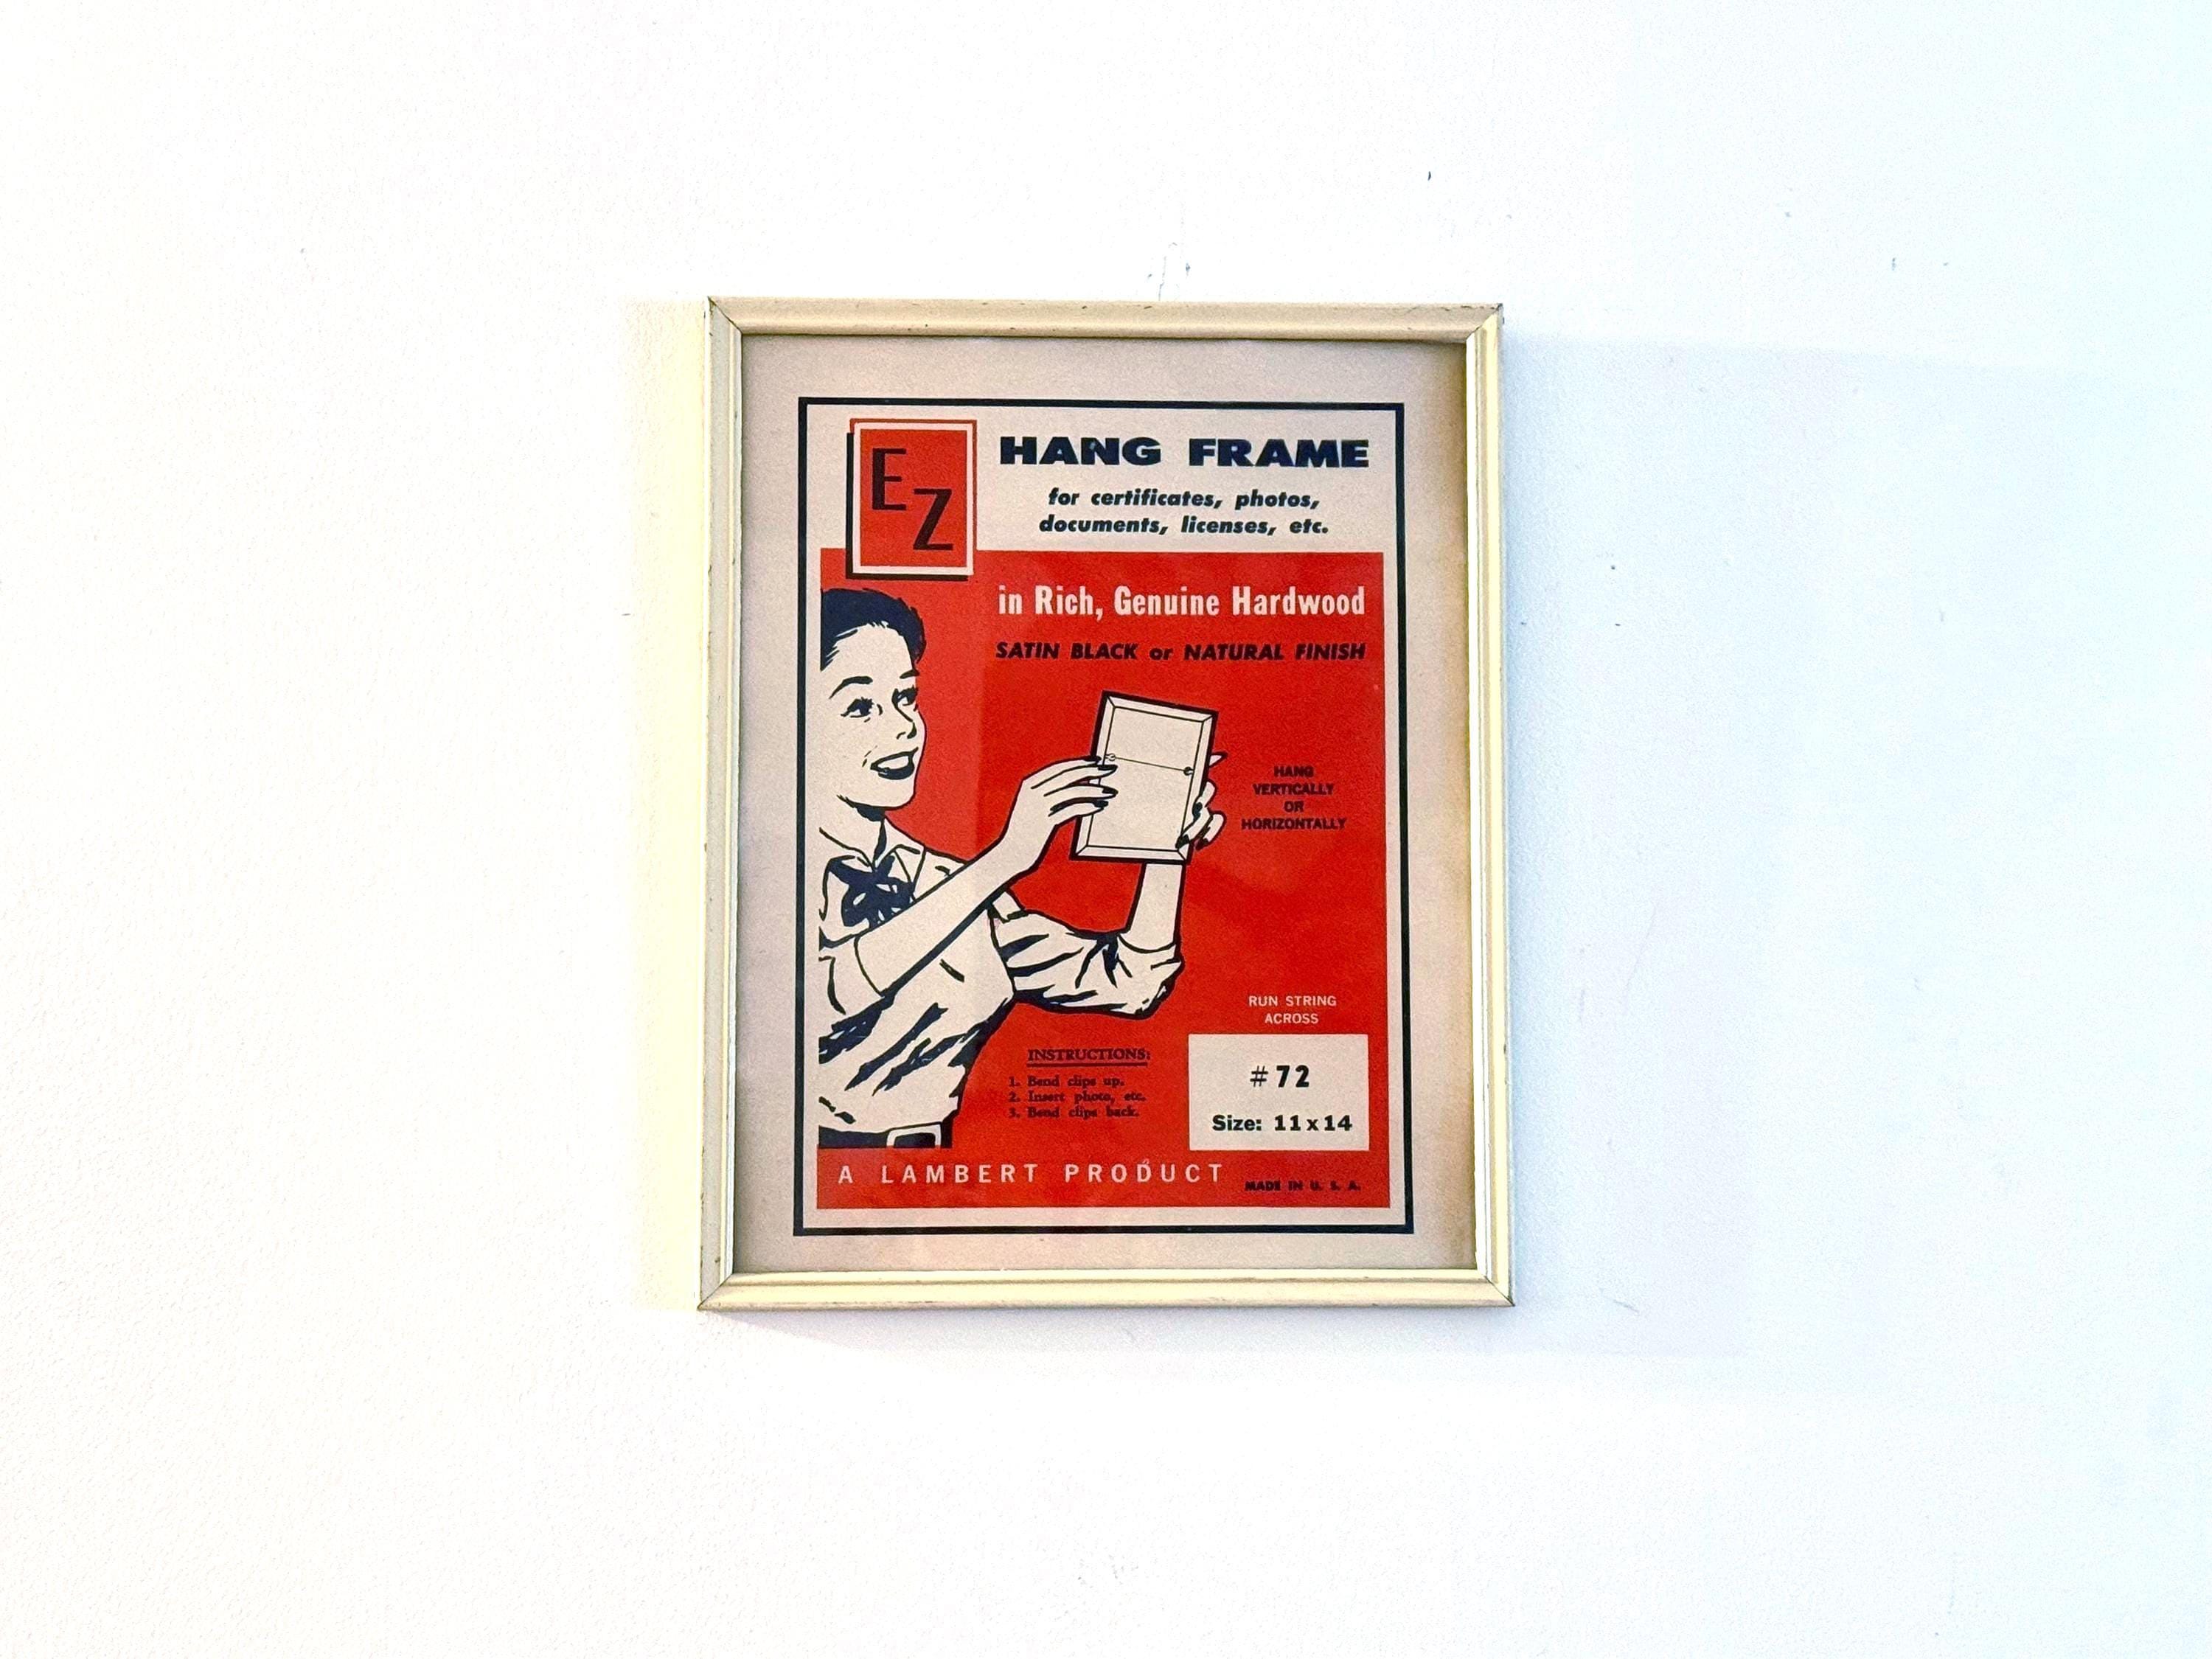 EZ
HANG FRAME
for certificates, photos,
documents, licenses, etc.
in Rich, Genuine Hardwood
SATIN BLACK or NATURAL FINISH
HANG
VERTICALLY
OR
HORIZONTALLY
RUN STRING
ACROSS
INSTRUCTIONS:
1. Bend clips up.
2. Insert photo, etc.
3. Bend clips back.
#72
Size: 11x14
A LAMBERT PRODUCT
MADE IN U. S. A.